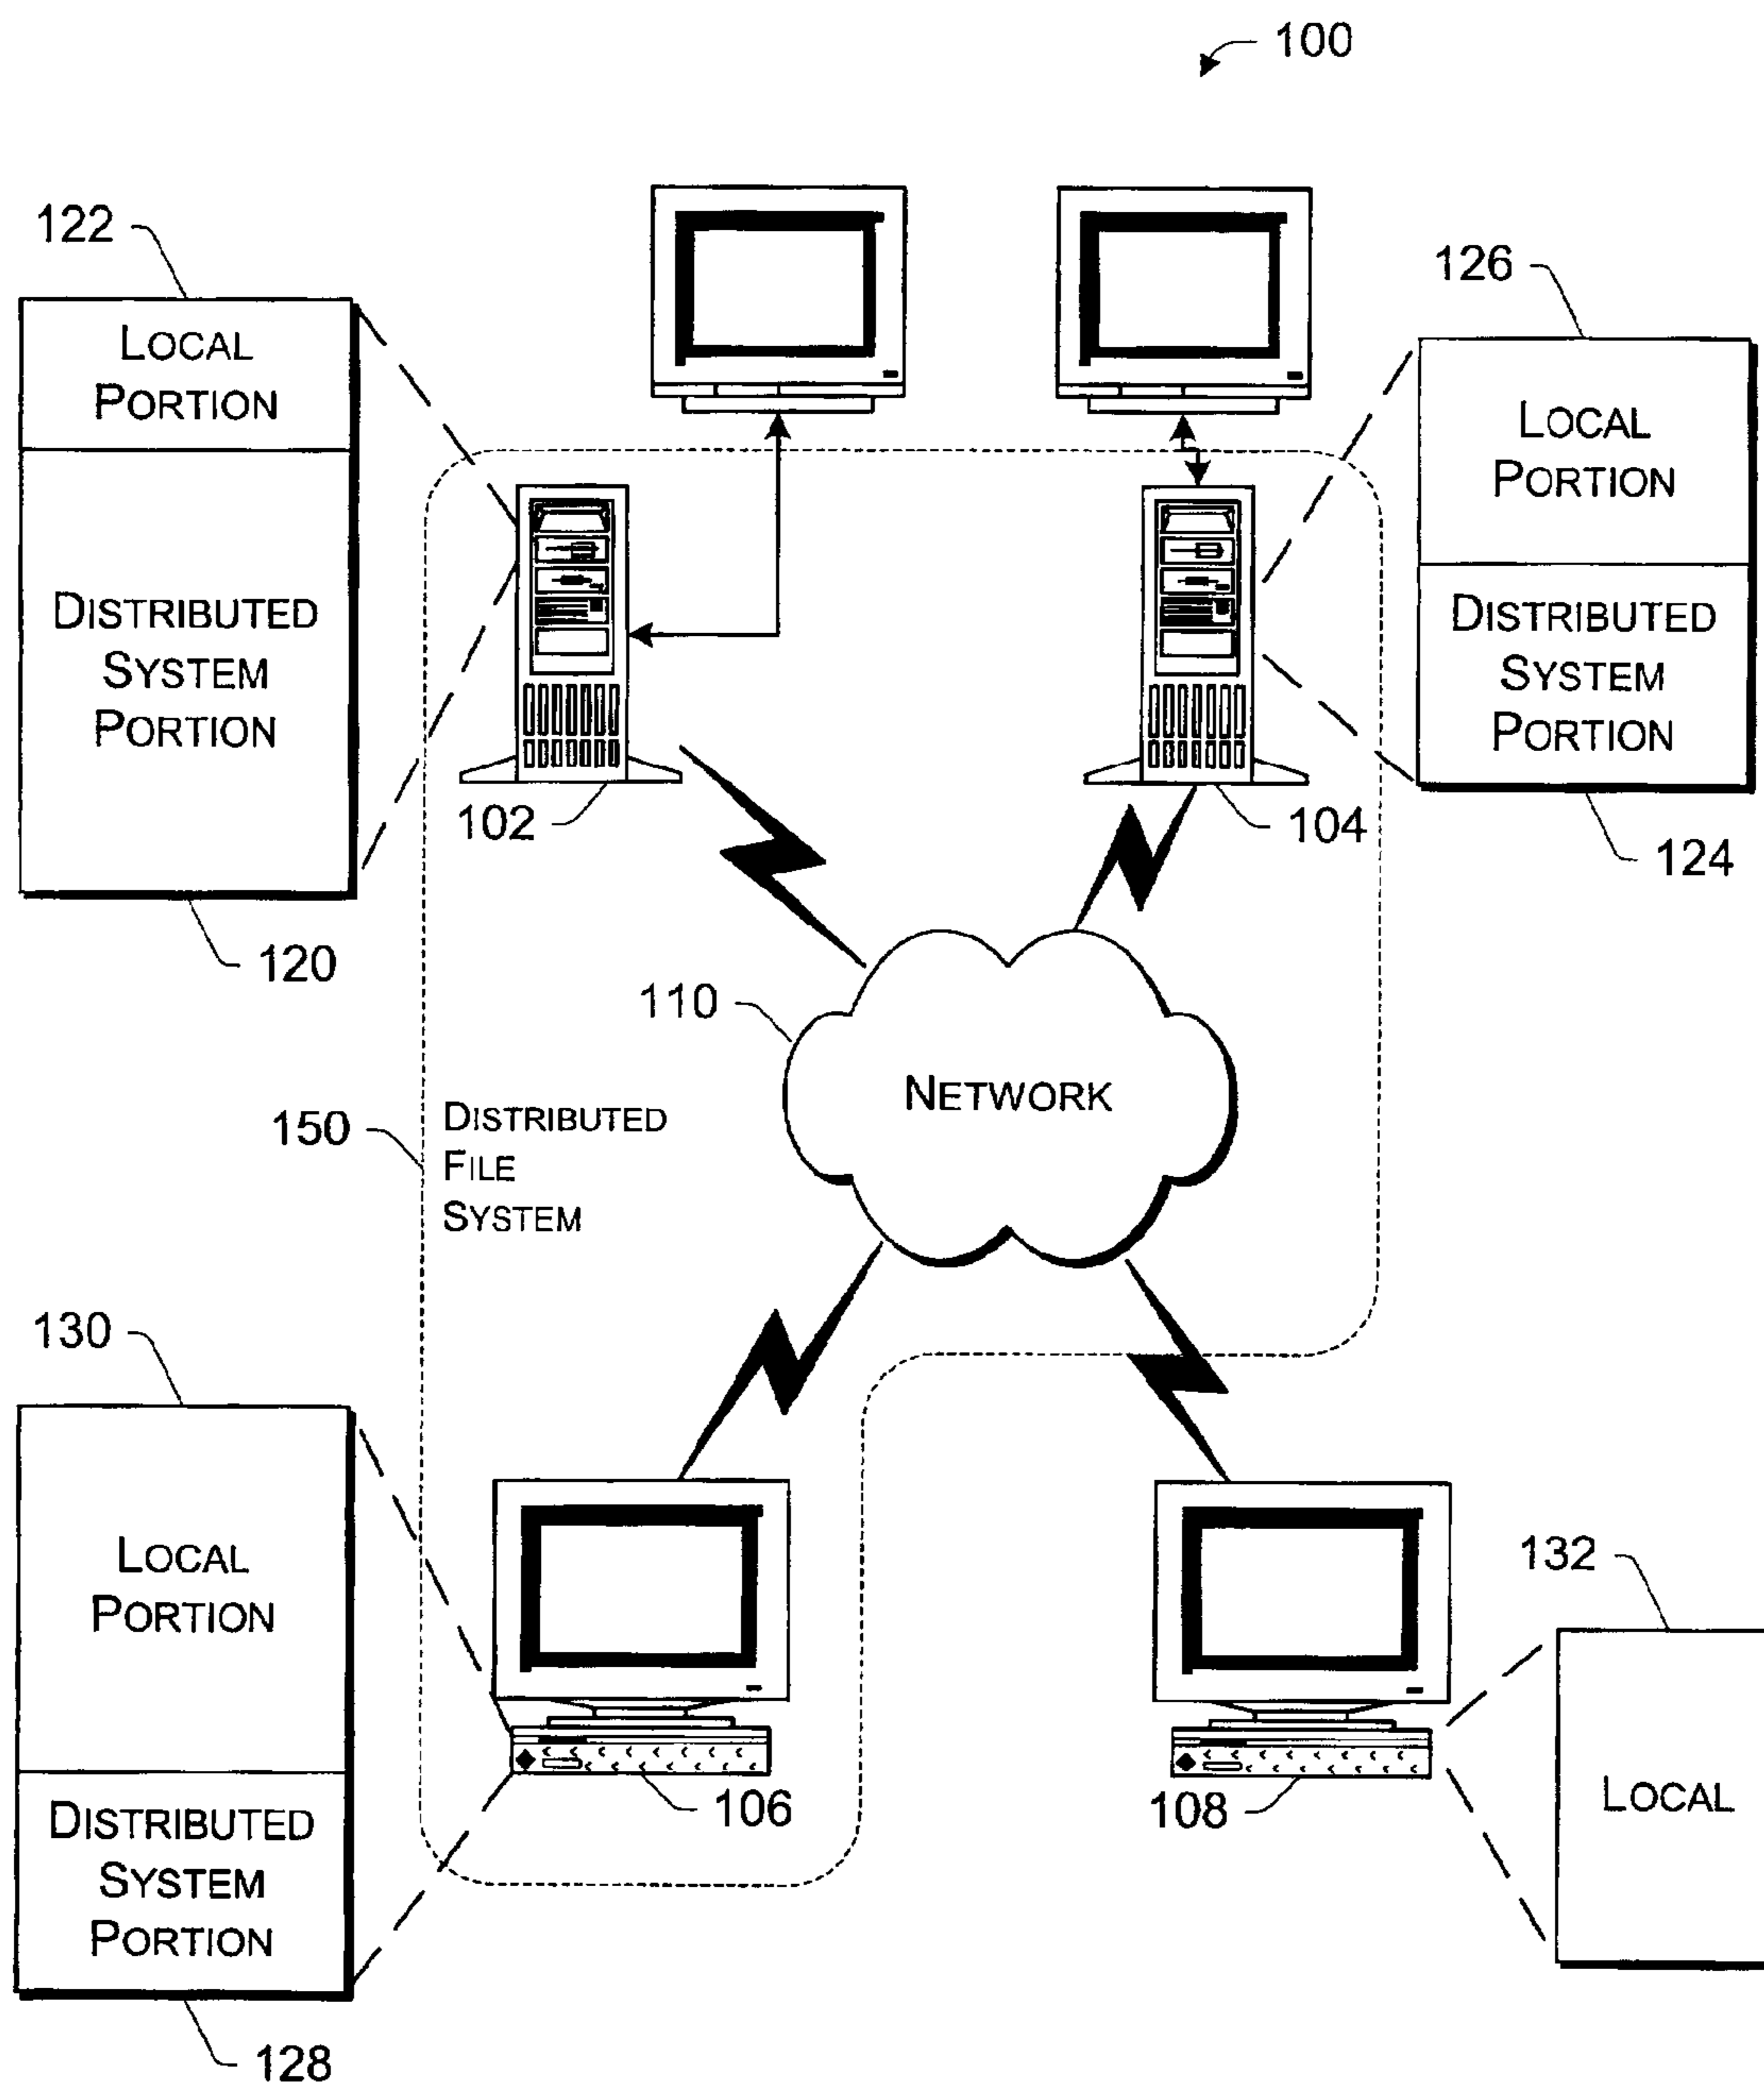 100
122
126
LOCAL
PORTION
LOCAL
PORTION
DISTRIBUTED
SYSTEM
PORTION
DISTRIBUTED
SYSTEM
PORTION
102
104
124
120
110
NETWORK
150
DISTRIBUTED
FILE
SYSTEM
130
132
LOCAL
PORTION
LOCAL
106
108
DISTRIBUTED
SYSTEM
PORTION
128